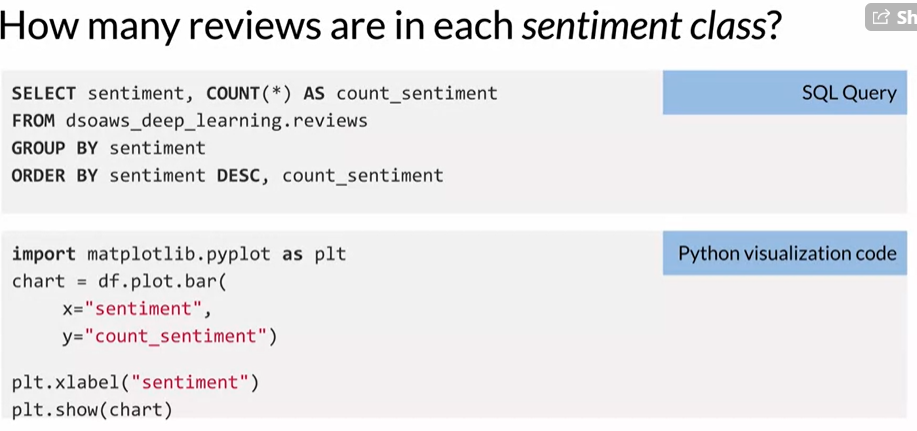 How many reviews are in each sentiment class?
Sh
SELECT sentiment, COUNT(*) AS count_sentiment
FROM dsoaws_deep_learning.reviews
GROUP BY sentiment
ORDER BY sentiment DESC, count_sentiment
SQL Query
import matplotlib.pyplot as plt
chart = df.plot.bar(
    x="sentiment",
    y="count_sentiment")
plt.xlabel("sentiment")
plt.show(chart)
Python visualization code